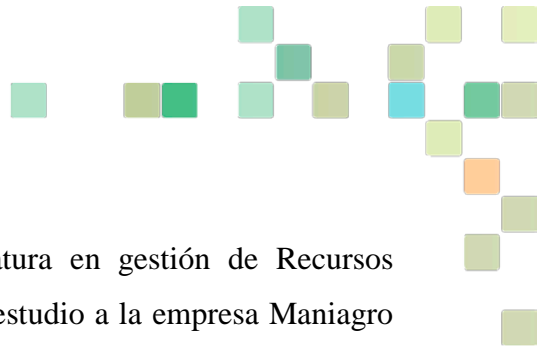 atura en gestión de Recursos
estudio a la empresa Maniagro